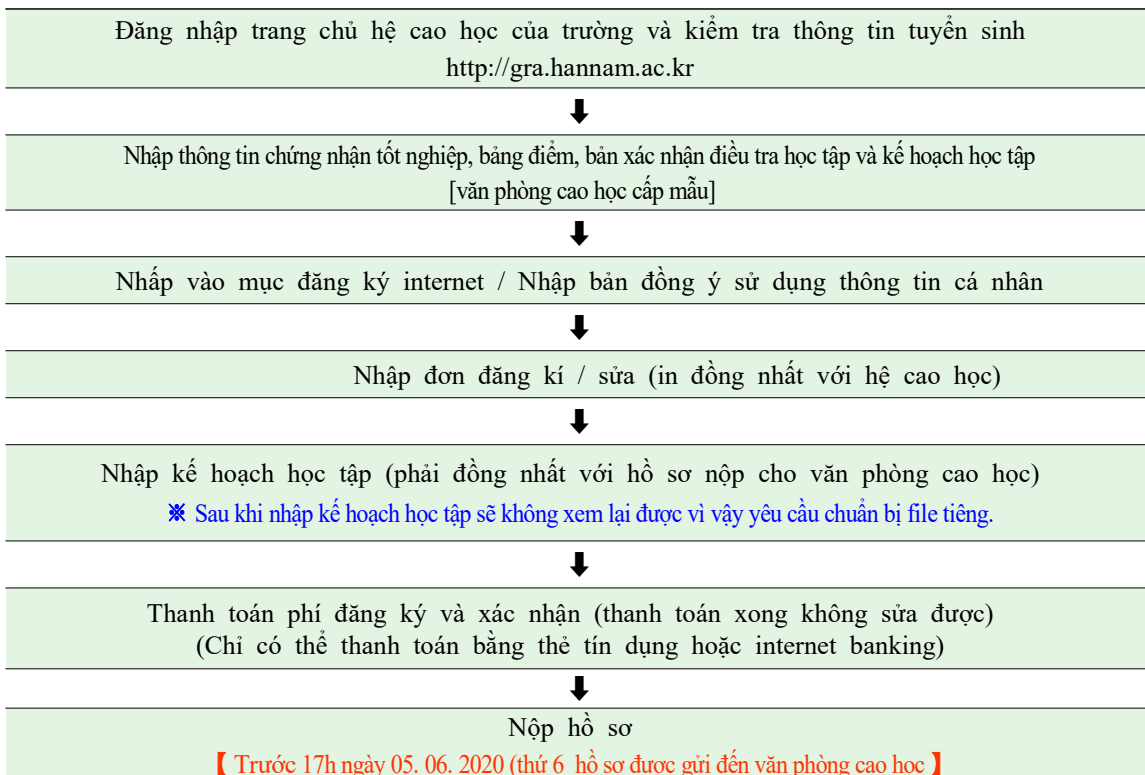 Đăng nhập trang chủ hệ cao học của trường và kiểm tra thông tin tuyển sinh
http://gra.hannam.ac.kr
⬇
Nhập thông tin chứng nhận tốt nghiệp, bảng điểm, bản xác nhận điều tra học tập và kế hoạch học tập
[văn phòng cao học cấp mẫu]
⬇
Nhấp vào mục đăng ký internet / Nhập bản đồng ý sử dụng thông tin cá nhân
⬇
Nhập đơn đăng kí / sửa (in đồng nhất với hệ cao học)
⬇
Nhập kế hoạch học tập (phải đồng nhất với hồ sơ nộp cho văn phòng cao học)
※ Sau khi nhập kế hoạch học tập sẽ không xem lại được vì vậy yêu cầu chuẩn bị file tiêng.
⬇
Thanh toán phí đăng ký và xác nhận (thanh toán xong không sửa được)
(Chỉ có thể thanh toán bằng thẻ tín dụng hoặc internet banking)
⬇
Nộp hồ sơ
【 Trước 17h ngày 05. 06. 2020 (thứ 6 hồ sơ được gửi đến văn phòng cao học 】